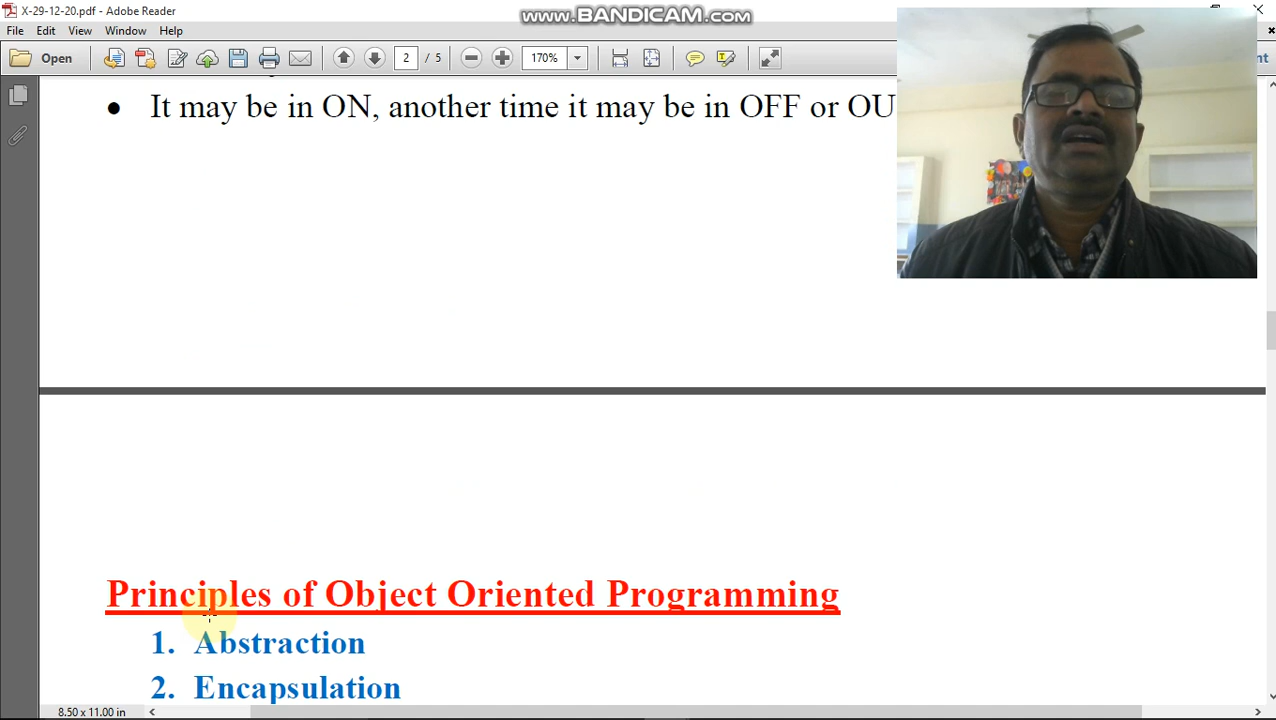 X-29-12-20.pdf - Adobe Reader
www.BANDICAM.com
File Edit View Window Help
Open 2 / 5 170%
• It may be in ON, another time it may be in OFF or OU
Principles of Object Oriented Programming
1. Abstraction
2. Encapsulation
8.50 x 11.00 in